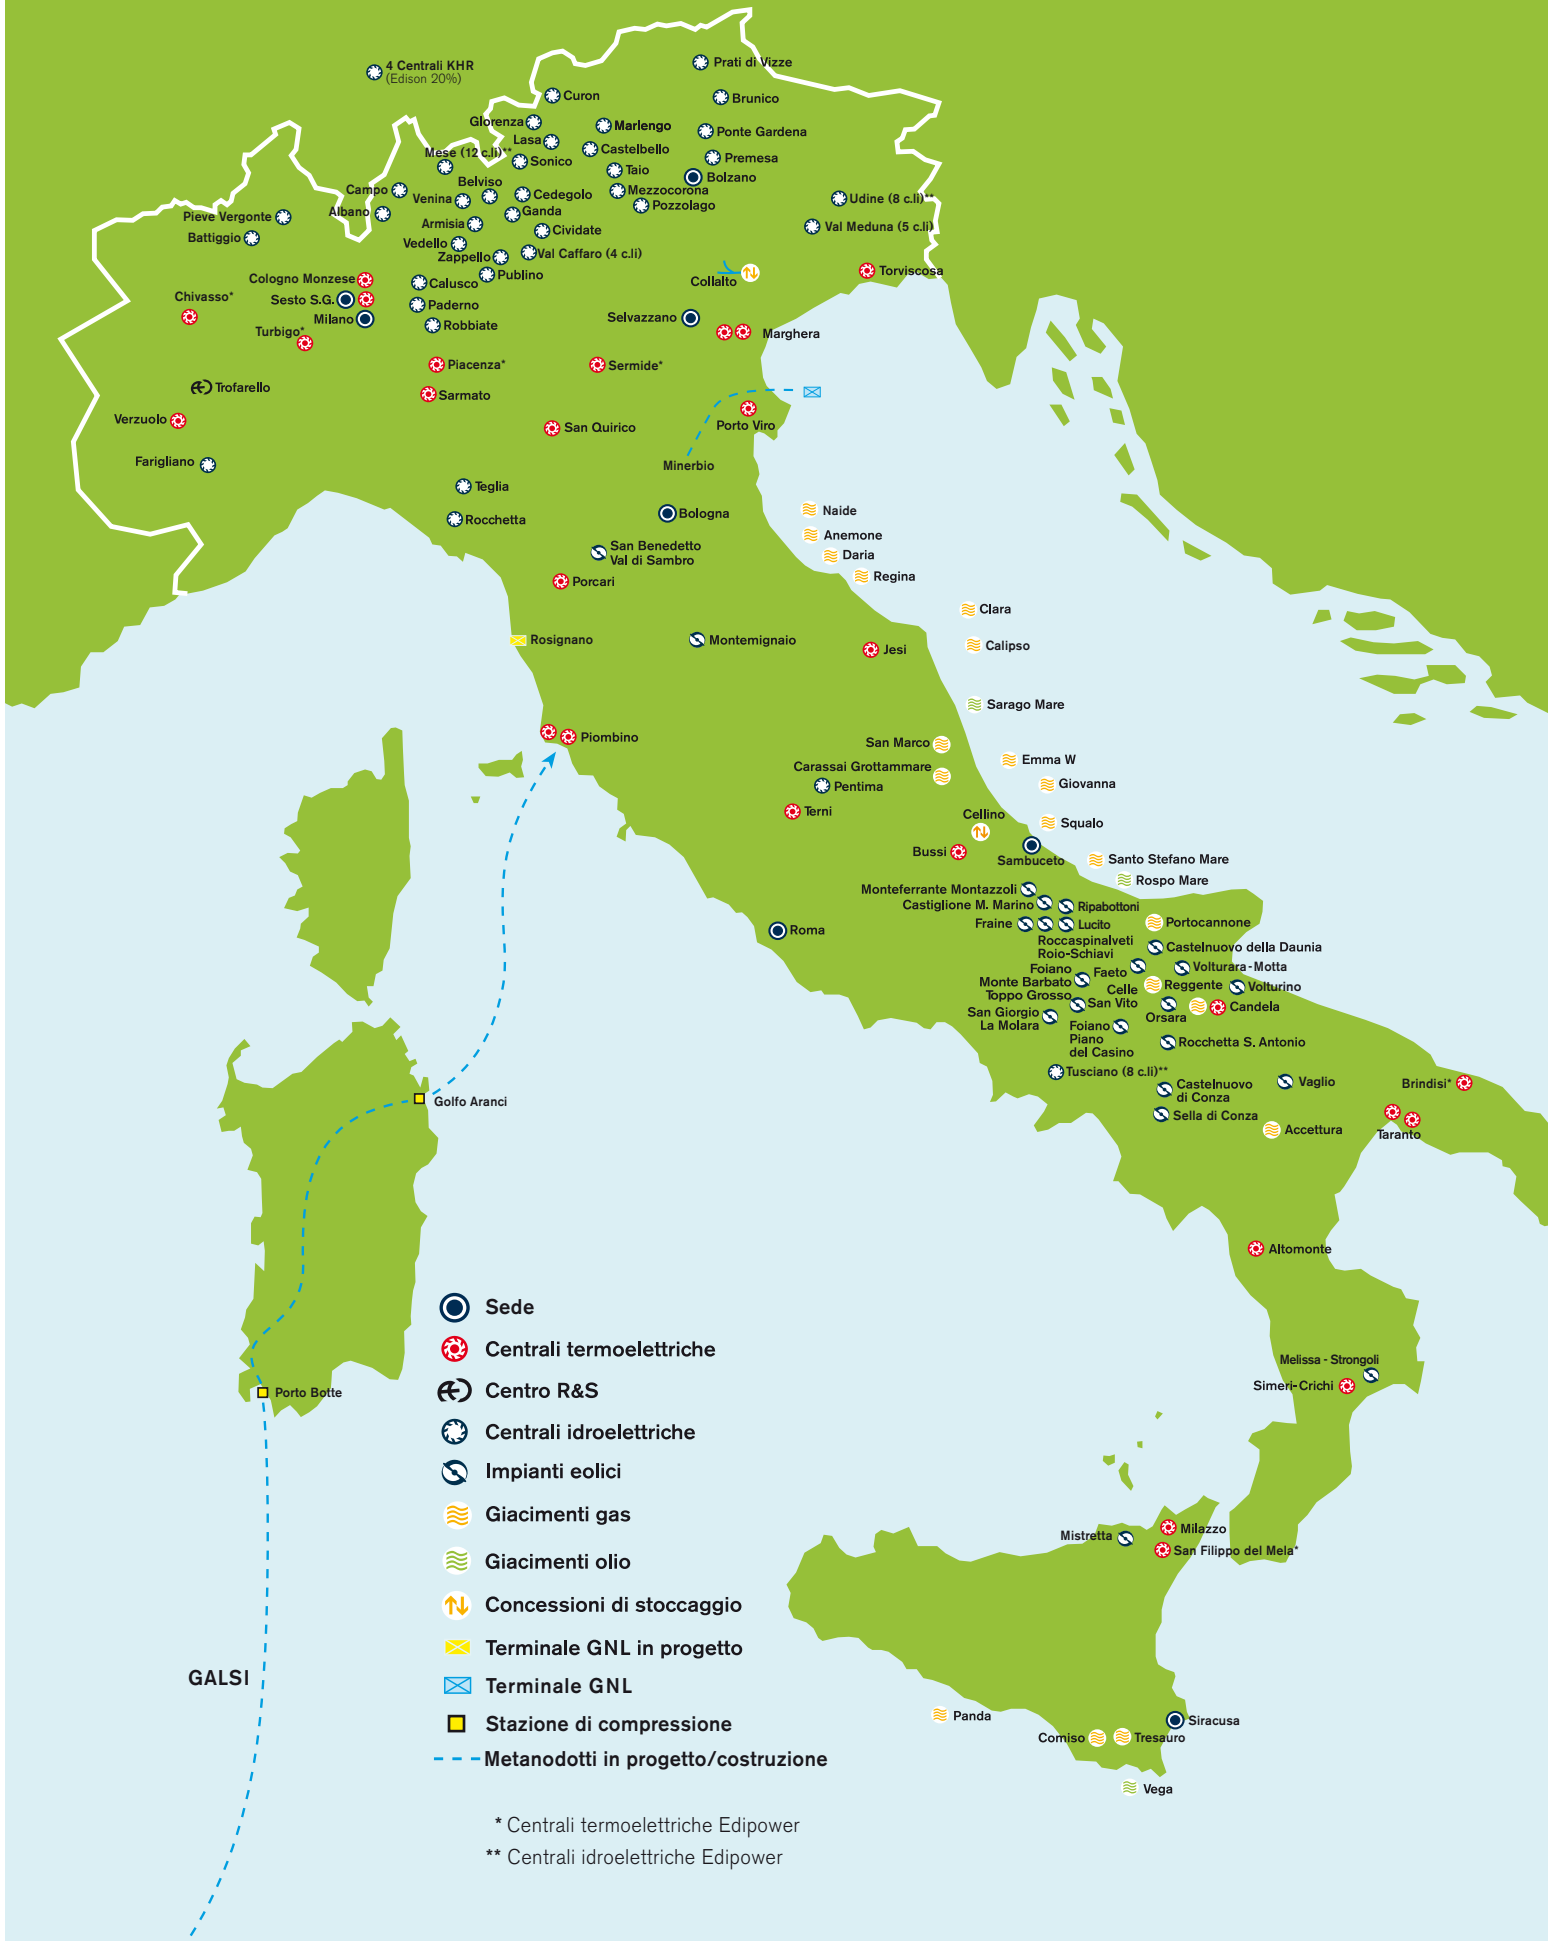 4 Centrali KHR
(Edison 20%)
Prati di Vizze
Curon
Brunico
Glorenza
Marlengo
Ponte Gardena
Lasa
Castelbello
Mese (12 c.li)**
Sonico
Premesa
Taio
Bolzano
Belviso
Campo
Venina
Cedegolo
Mezzocorona
Udine (8 c.li)**
Pozzolago
Pieve Vergonte
Albano
Ganda
Armisia
Cividate
Val Meduna (5 c.li)
Battiggio
Vedello
Zappello
Val Caffaro (4 c.li)
Publino
Torviscosa
Cologno Monzese
Calusco
Collalto
Chivasso*
Sesto S.G.
Paderno
Milano
Robbiate
Selvazzano
Turbigo*
Marghera
Piacenza*
Sermide*
Trofarello
Sarmato
Verzuolo
San Quirico
Porto Viro
Farigliano
Minerbio
Teglia
Rocchetta
Bologna
Naide
Anemone
San Benedetto
Val di Sambro
Daria
Porcari
Regina
Clara
Rosignano
Montemignaio
Jesi
Calipso
Sarago Mare
Piombino
San Marco
Emma W
Carassai Grottammare
Pentima
Giovanna
Terni
Cellino
Squalo
Bussi
Sambuceto
Santo Stefano Mare
Rospo Mare
Monteferrante Montazzoli
Castiglione M. Marino
Ripabottoni
Fraine
Lucito
Portocannone
Roma
Roccaspinalveti
Roio-Schiavi
Castelnuovo della Daunia
Foiano
Monte Barbato
Toppo Grosso
Faeto
Volturara-Motta
Celle
Reggente
Volturino
San Vito
San Giorgio
La Molara
Orsara
Candela
Foiano
Piano
del Casino
Rocchetta S. Antonio
Tusciano (8 c.li)**
Castelnuovo
di Conza
Vaglio
Brindisi*
Sella di Conza
Accettura
Taranto
Golfo Aranci
Altomonte
Melissa - Strongoli
Simeri-Crichi
Porto Botte
Sede
Centrali termoelettriche
Centro R&S
Centrali idroelettriche
Impianti eolici
Giacimenti gas
Giacimenti olio
Concessioni di stoccaggio
Terminale GNL in progetto
Terminale GNL
Stazione di compressione
Metanodotti in progetto/costruzione
Mistretta
Milazzo
San Filippo del Mela*
GALSI
Panda
Siracusa
Comiso
Tresauro
Vega
* Centrali termoelettriche Edipower
** Centrali idroelettriche Edipower